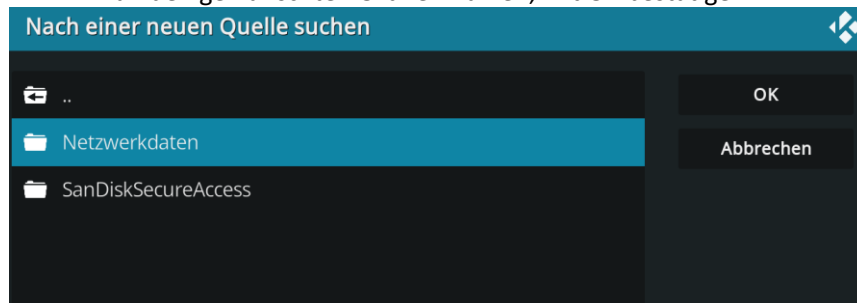 Nach einer neuen Quelle suchen
..
OK
Netzwerkdaten
Abbrechen
SanDiskSecureAccess